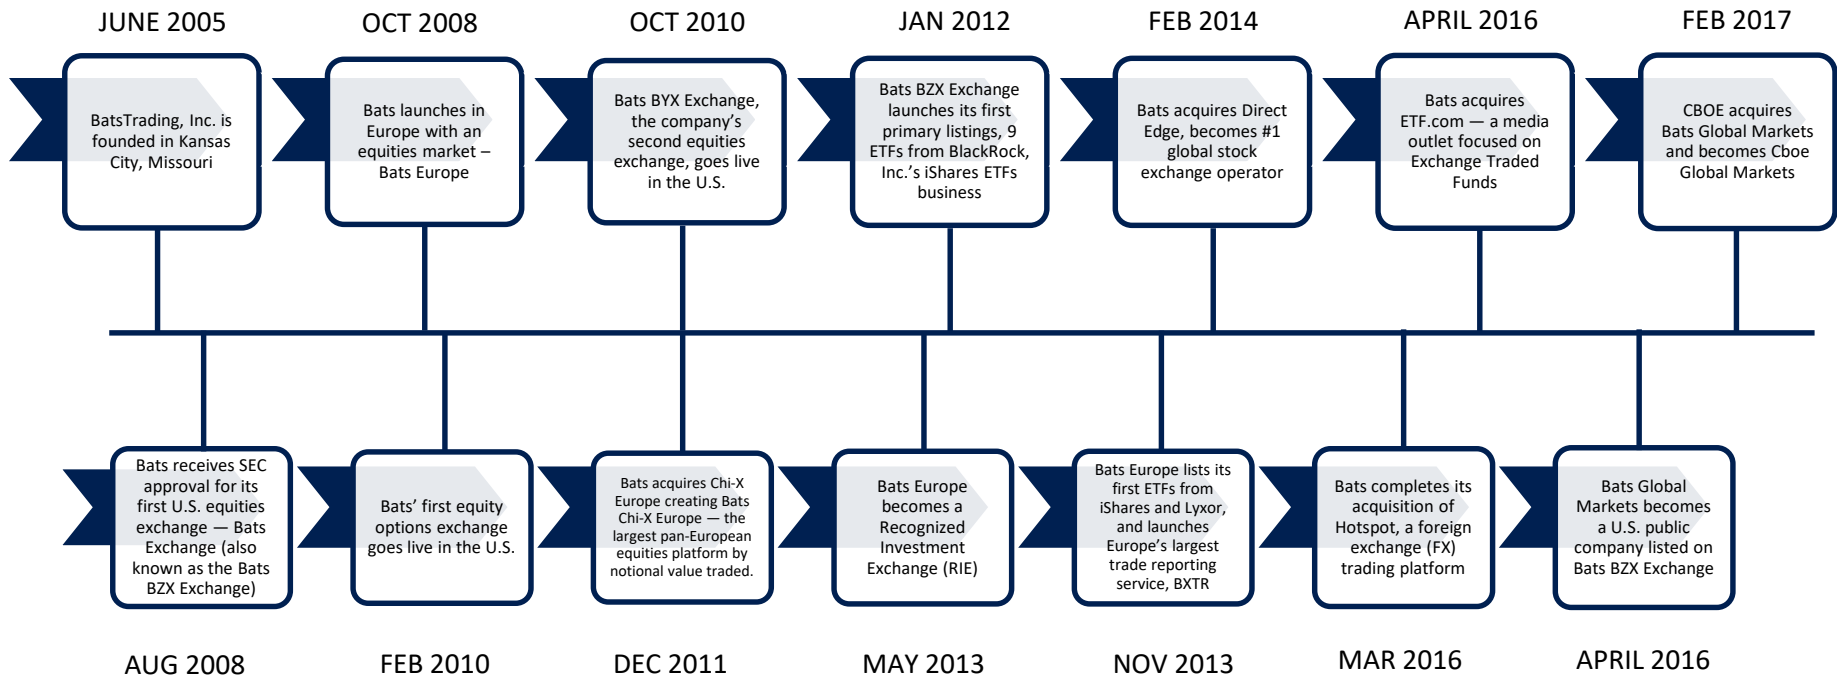 JUNE 2005
BatsTrading, Inc. is
founded in Kansas
City, Missouri
OCT 2008
Bats launches in
Europe with an
equities market –
Bats Europe
OCT 2010
Bats BYX Exchange,
the company’s
second equities
exchange, goes live
in the U.S.
JAN 2012
Bats BZX Exchange
launches its first
primary listings, 9
ETFs from BlackRock,
Inc.’s iShares ETFs
business
FEB 2014
Bats acquires Direct
Edge, becomes #1
global stock
exchange operator
APRIL 2016
Bats acquires
ETF.com — a media
outlet focused on
Exchange Traded
Funds
FEB 2017
CBOE acquires
Bats Global Markets
and becomes Cboe
Global Markets
Bats receives SEC
approval for its
first U.S. equities
exchange — Bats
Exchange (also
known as the Bats
BZX Exchange)
AUG 2008
Bats’ first equity
options exchange
goes live in the U.S.
FEB 2010
Bats acquires Chi-X
Europe creating Bats
Chi-X Europe — the
largest pan-European
equities platform by
notional value traded.
DEC 2011
Bats Europe
becomes a
Recognized
Investment
Exchange (RIE)
MAY 2013
Bats Europe lists its
first ETFs from
iShares and Lyxor,
and launches
Europe’s largest
trade reporting
service, BXTR
NOV 2013
Bats completes its
acquisition of
Hotspot, a foreign
exchange (FX)
trading platform
MAR 2016
Bats Global
Markets becomes
a U.S. public
company listed on
Bats BZX Exchange
APRIL 2016